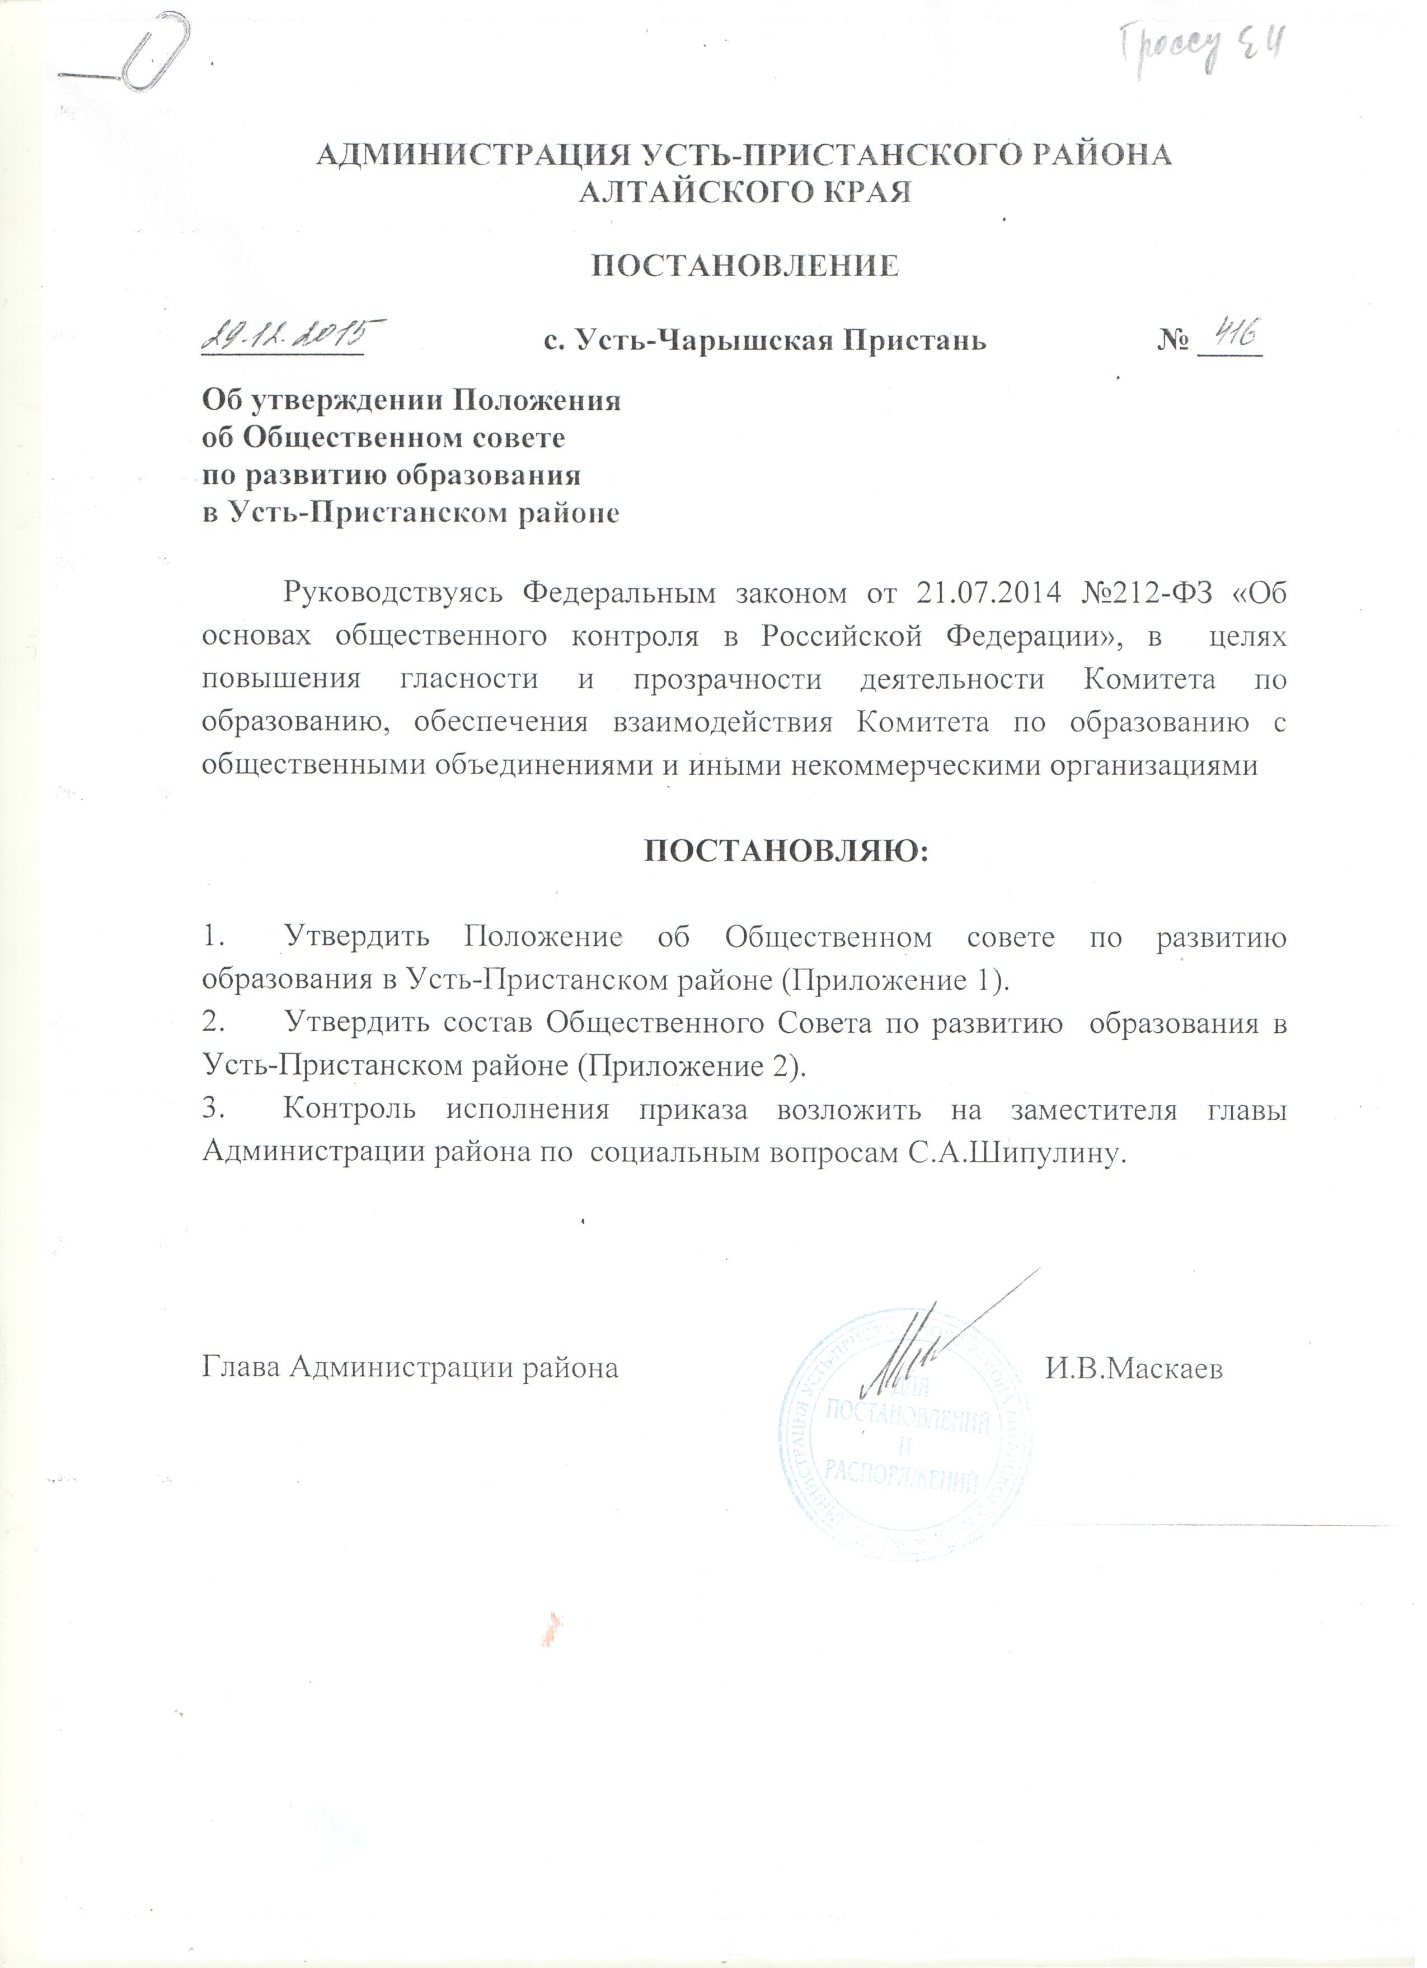 Гроссу Е И
АДМИНИСТРАЦИЯ УСТЬ-ПРИСТАНСКОГО РАЙОНА
АЛТАЙСКОГО КРАЯ
ПОСТАНОВЛЕНИЕ
29.12.2015 с. Усть-Чарышская Пристань № 416
Об утверждении Положения
об Общественном совете
по развитию образования
в Усть-Пристанском районе
Руководствуясь Федеральным законом от 21.07.2014 №212-ФЗ «Об
основах общественного контроля в Российской Федерации», в целях
повышения гласности и прозрачности деятельности Комитета по
образованию, обеспечения взаимодействия Комитета по образованию с
общественными объединениями и иными некоммерческими организациями
ПОСТАНОВЛЯЮ:
1. Утвердить Положение об Общественном совете по развитию
образования в Усть-Пристанском районе (Приложение 1).
2. Утвердить состав Общественного Совета по развитию образования в
Усть-Пристанском районе (Приложение 2).
3. Контроль исполнения приказа возложить на заместителя главы
Администрации района по социальным вопросам С.А.Шипулину.
Глава Администрации района И.В.Маскаев
ДЛЯ
ПОСТАНОВЛЕНИЙ
И
РАСПОРЯЖЕНИЙ